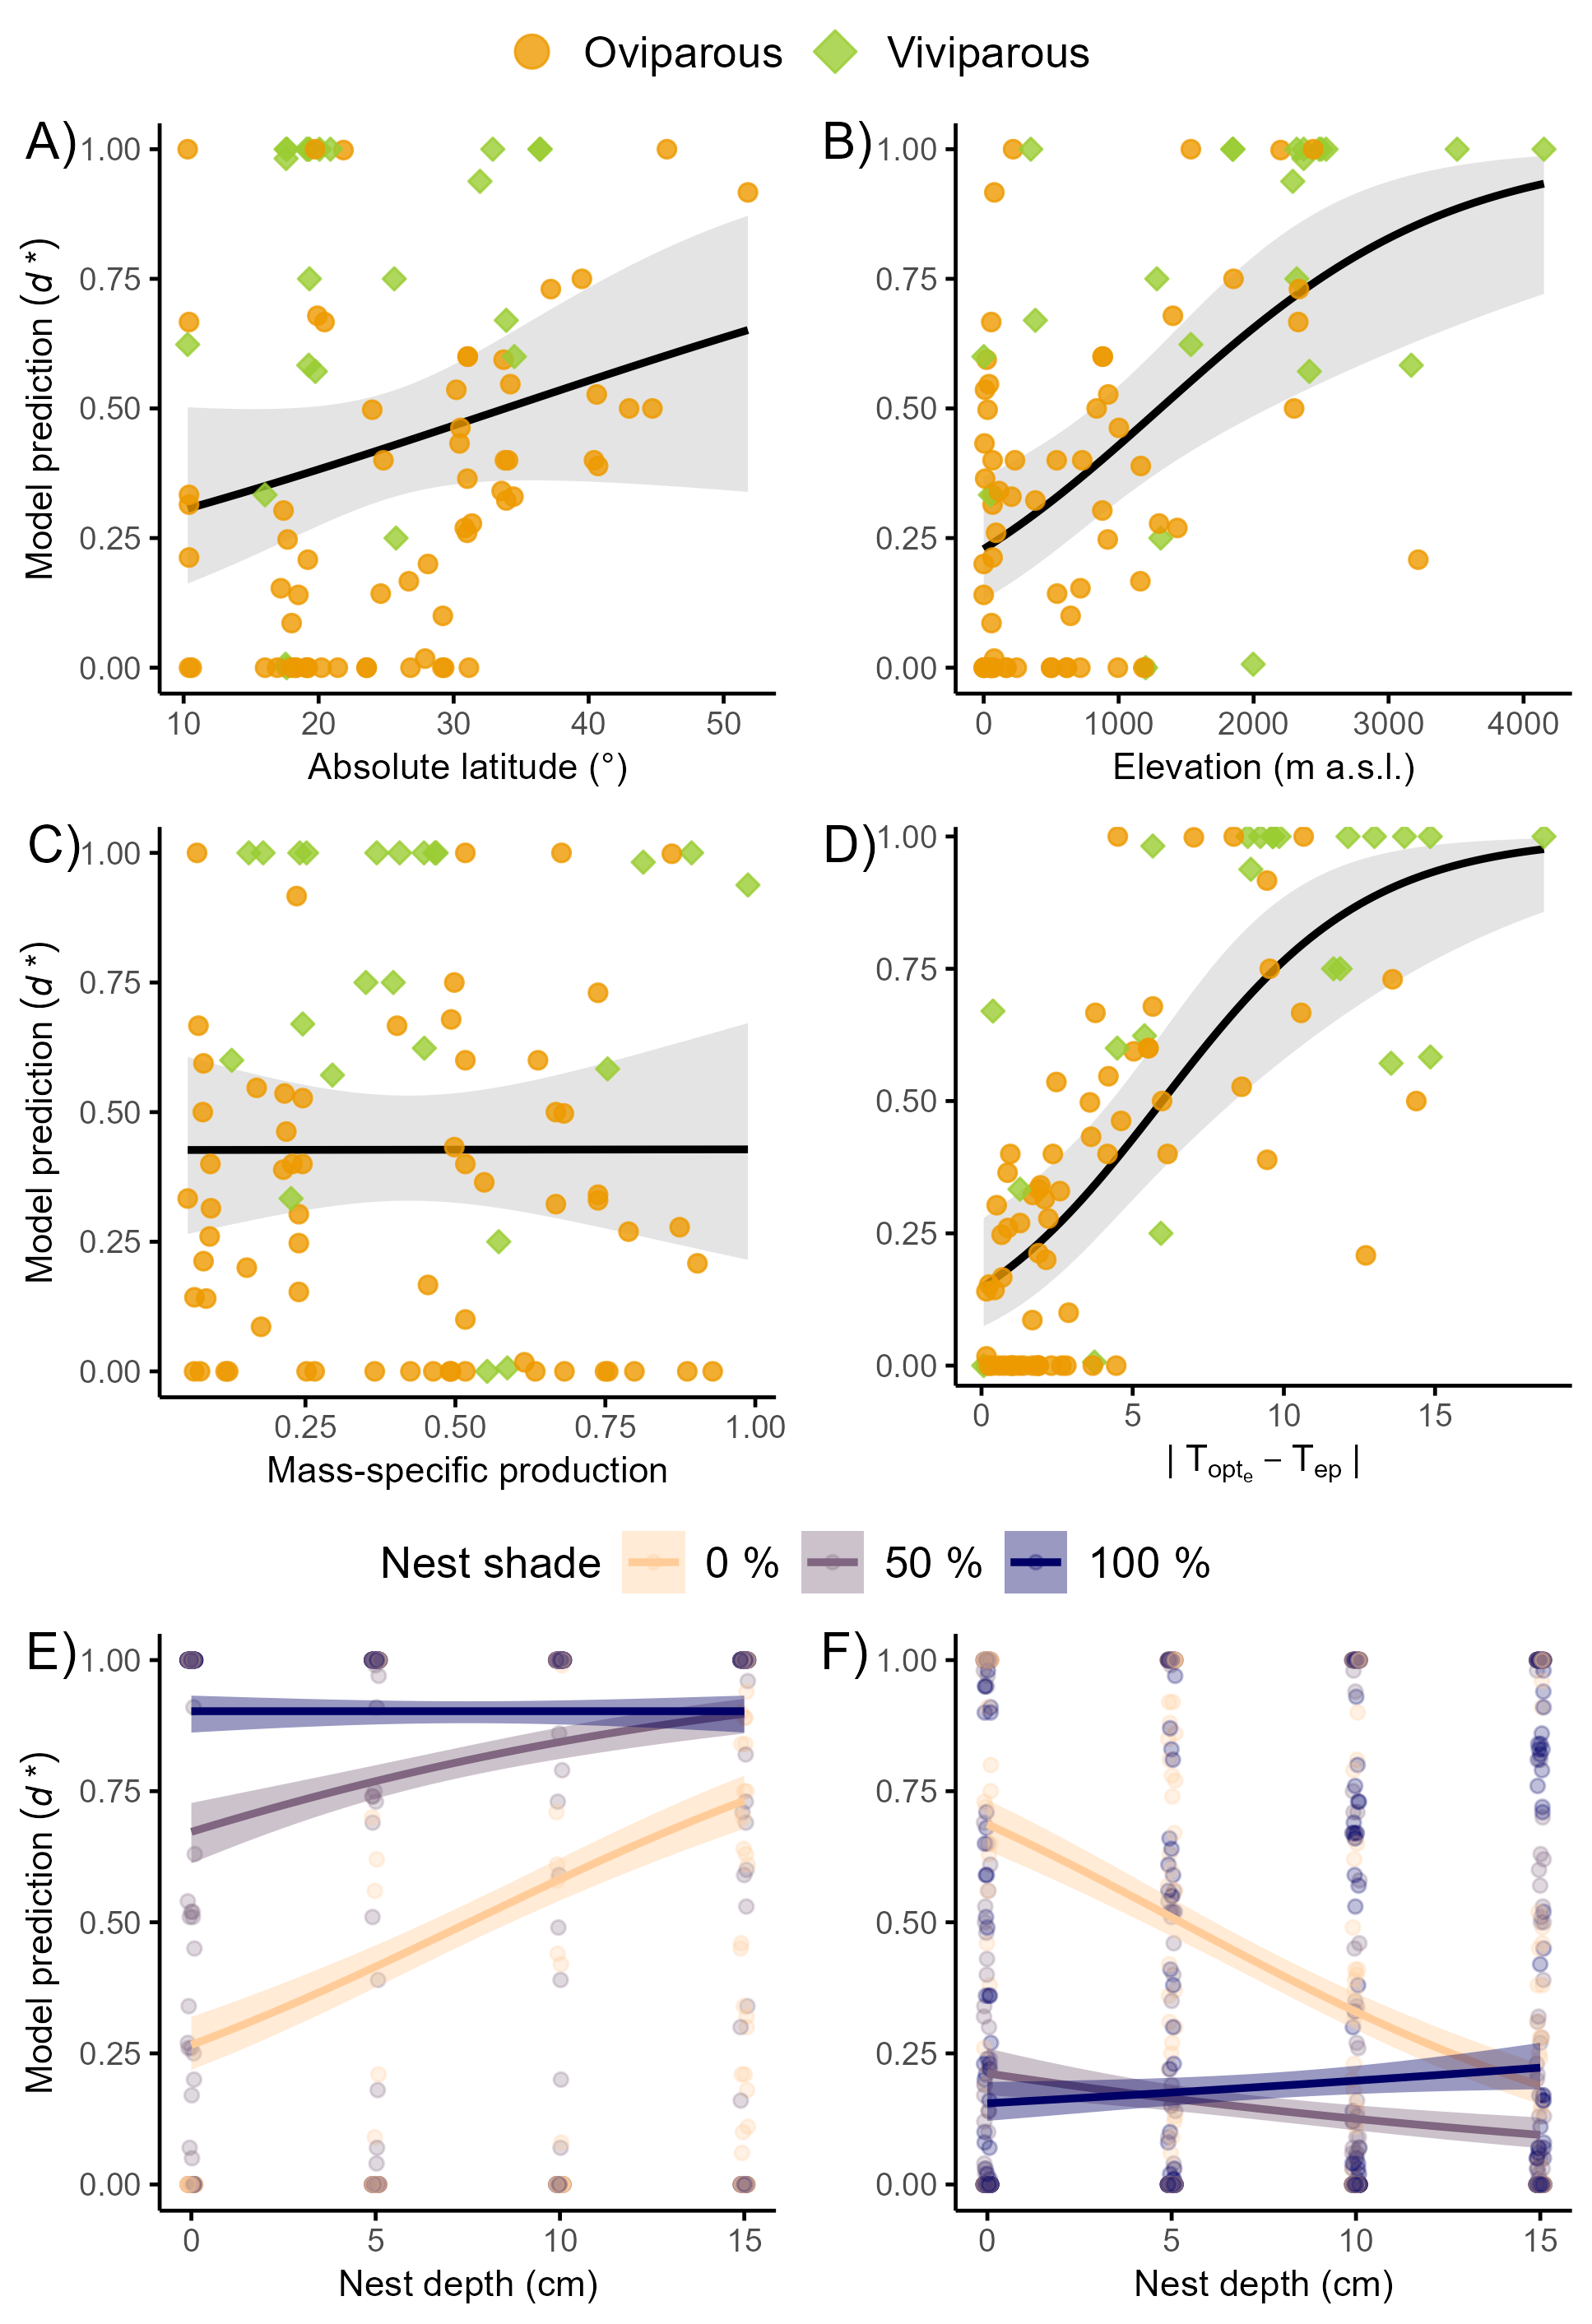 Oviparous Viviparous
A) B)
1.00 0.75 0.50 0.25 0.00
Model prediction (d*)
10 20 30 40 50
Absolute latitude (°)
1.00 0.75 0.50 0.25 0.00
Model prediction (d*)
0 1000 2000 3000 4000
Elevation (m a.s.l.)
C) D)
1.00 0.75 0.50 0.25 0.00
Model prediction (d*)
0.25 0.50 0.75 1.00
Mass-specific production
1.00 0.75 0.50 0.25 0.00
Model prediction (d*)
0 5 10 15
| Topte – Tep |
Nest shade 0 % 50 % 100 %
E) F)
1.00 0.75 0.50 0.25 0.00
Model prediction (d*)
0 5 10 15
Nest depth (cm)
1.00 0.75 0.50 0.25 0.00
Model prediction (d*)
0 5 10 15
Nest depth (cm)